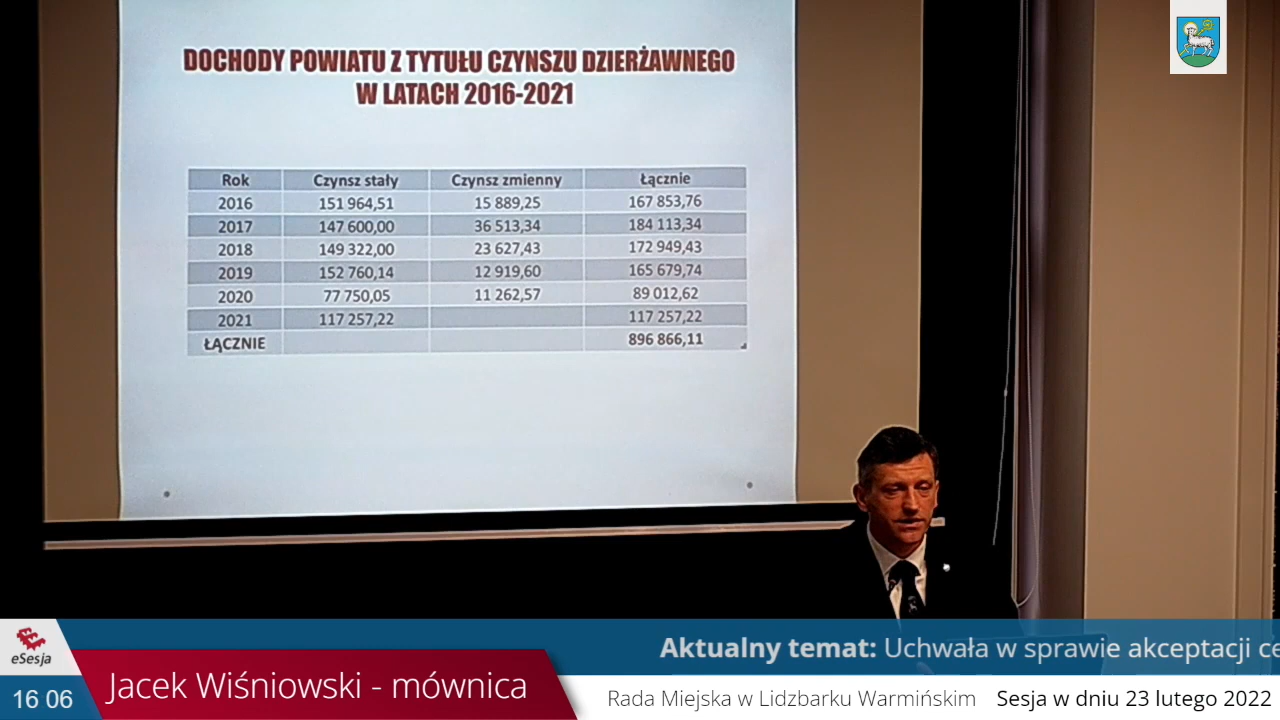 DOCHODY POWIATU Z TYTUŁU CZYNSZU DZIERŻAWNEGO
W LATACH 2016-2021
Rok Czynsz stały Czynsz zmienny Łącznie
2016 151 964,51 15 889,25 167 853,76
2017 147 600,00 36 513,34 184 113,34
2018 149 322,00 23 627,43 172 949,43
2019 152 760,14 12 919,60 165 679,74
2020 77 750,05 11 262,57 89 012,62
2021 117 257,22 117 257,22
ŁĄCZNIE 896 866,11
Aktualny temat: Uchwała w sprawie akceptacji ce
eSesja
Jacek Wiśniowski - mównica
16 06
Rada Miejska w Lidzbarku Warmińskim Sesja w dniu 23 lutego 2022